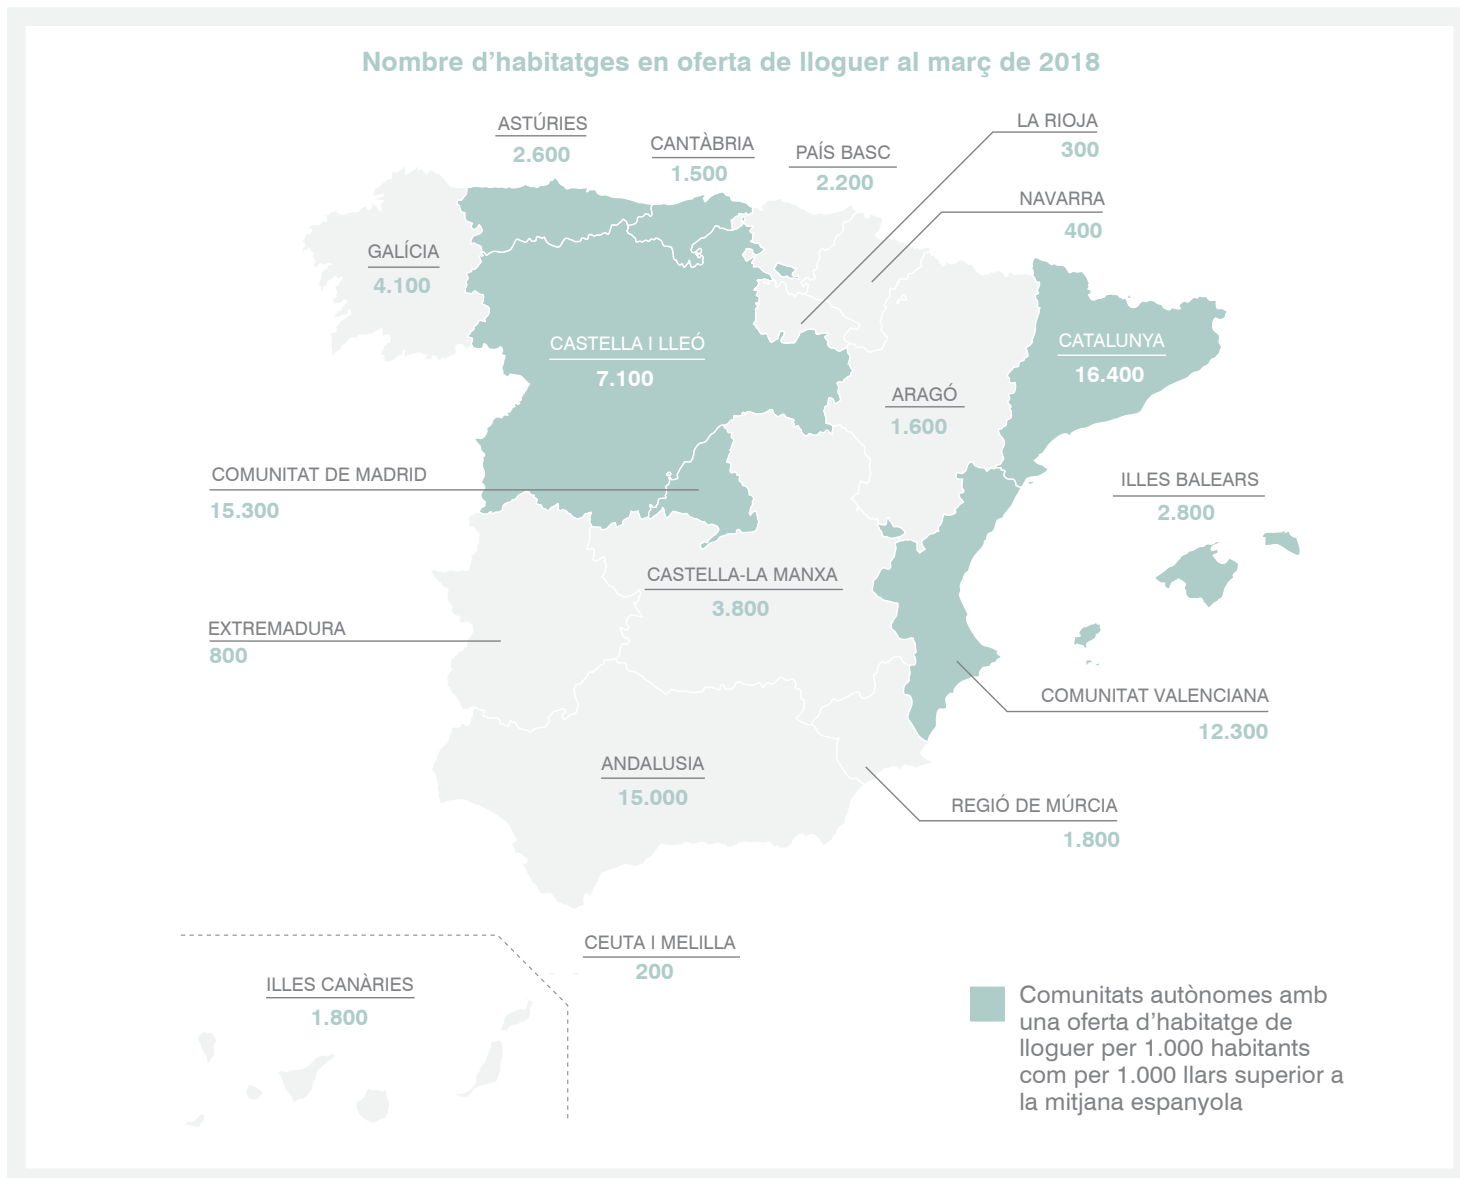 Nombre d’habitatges en oferta de lloguer al març de 2018
ASTÚRIES
2.600
CANTÀBRIA
1.500
PAÍS BASC
2.200
LA RIOJA
300
NAVARRA
400
GALÍCIA
4.100
CASTELLA I LLEÓ
7.100
CATALUNYA
16.400
ARAGÓ
1.600
COMUNITAT DE MADRID
15.300
ILLES BALEARS
2.800
CASTELLA-LA MANXA
3.800
EXTREMADURA
800
COMUNITAT VALENCIANA
12.300
ANDALUSIA
15.000
REGIÓ DE MÚRCIA
1.800
CEUTA I MELILLA
200
ILLES CANÀRIES
1.800
Comunitats autònomes amb
una oferta d’habitatge de
lloguer per 1.000 habitants
com per 1.000 llars superior a
la mitjana espanyola